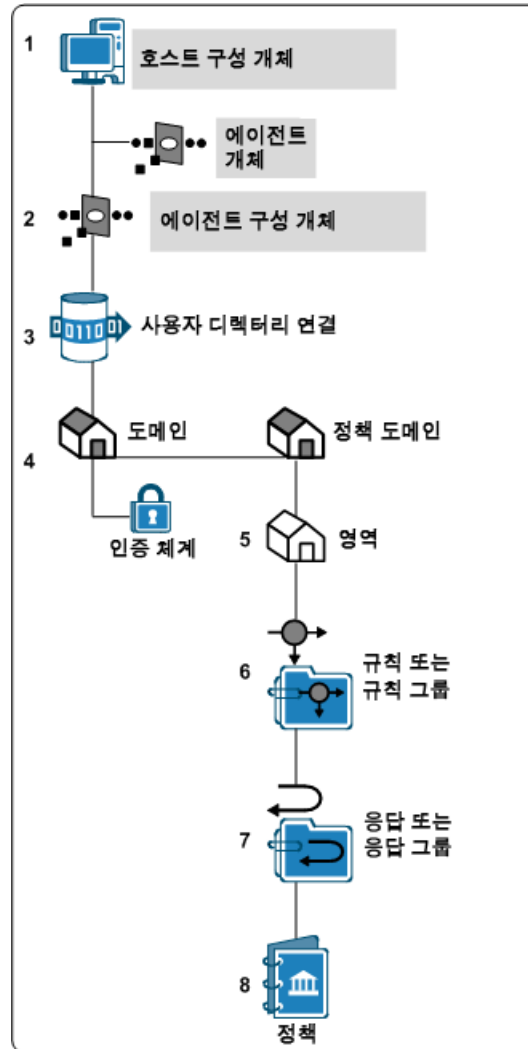 1
호스트 구성 개체
에이전트
개체
2
에이전트 구성 개체
3
0 0110 01
사용자 디렉터리 연결
도메인
정책 도메인
4
인증 체계
5
영역
6
규칙 또는
규칙 그룹
7
응답 또는
응답 그룹
8
정책